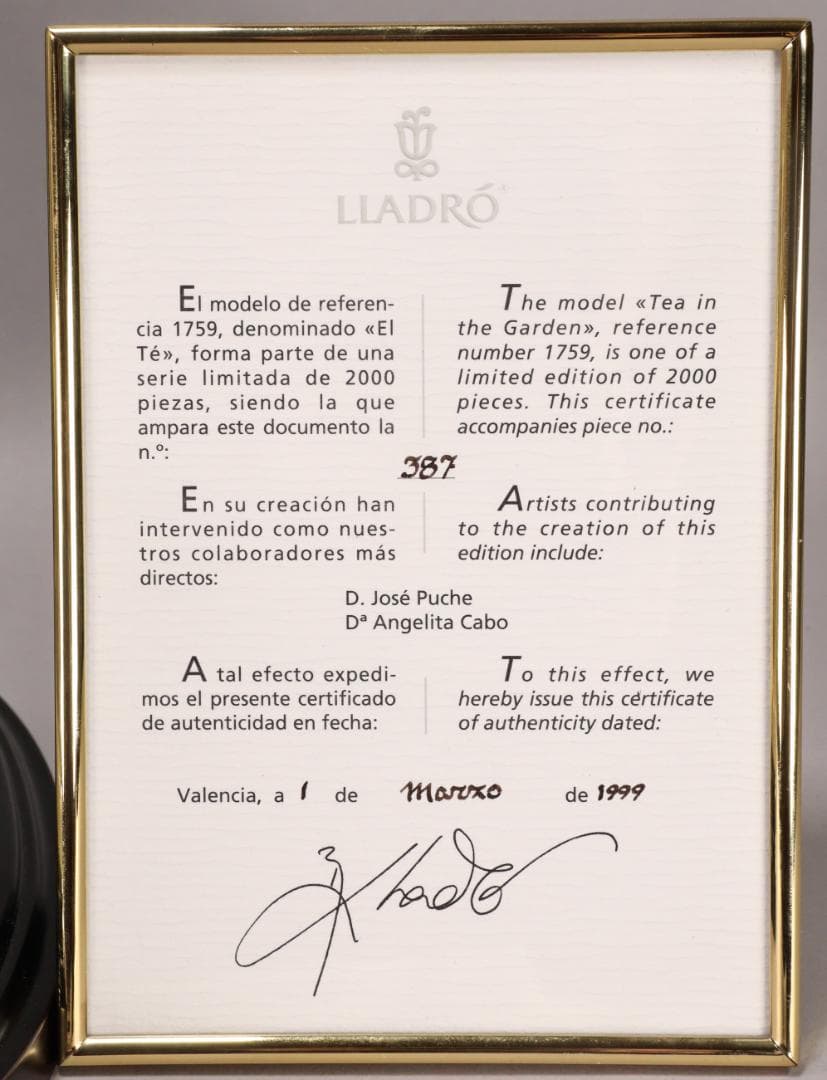 LLADRÓ
El modelo de referen-
cia 1759, denominado «El
Té», forma parte de una
serie limitada de 2000
piezas, siendo la que
ampara este documento la
n.º:
The model «Tea in
the Garden», reference
number 1759, is one of a
limited edition of 2000
pieces. This certificate
accompanies piece no.:
387
En su creación han
intervenido como nues-
tros colaboradores más
directos:
Artists contributing
to the creation of this
edition include:
D. José Puche
Dª Angelita Cabo
A tal efecto expedi-
mos el presente certificado
de autenticidad en fecha:
To this effect, we
hereby issue this certificate
of authenticity dated:
Valencia, a 1 de Marzo de 1999
Lladró